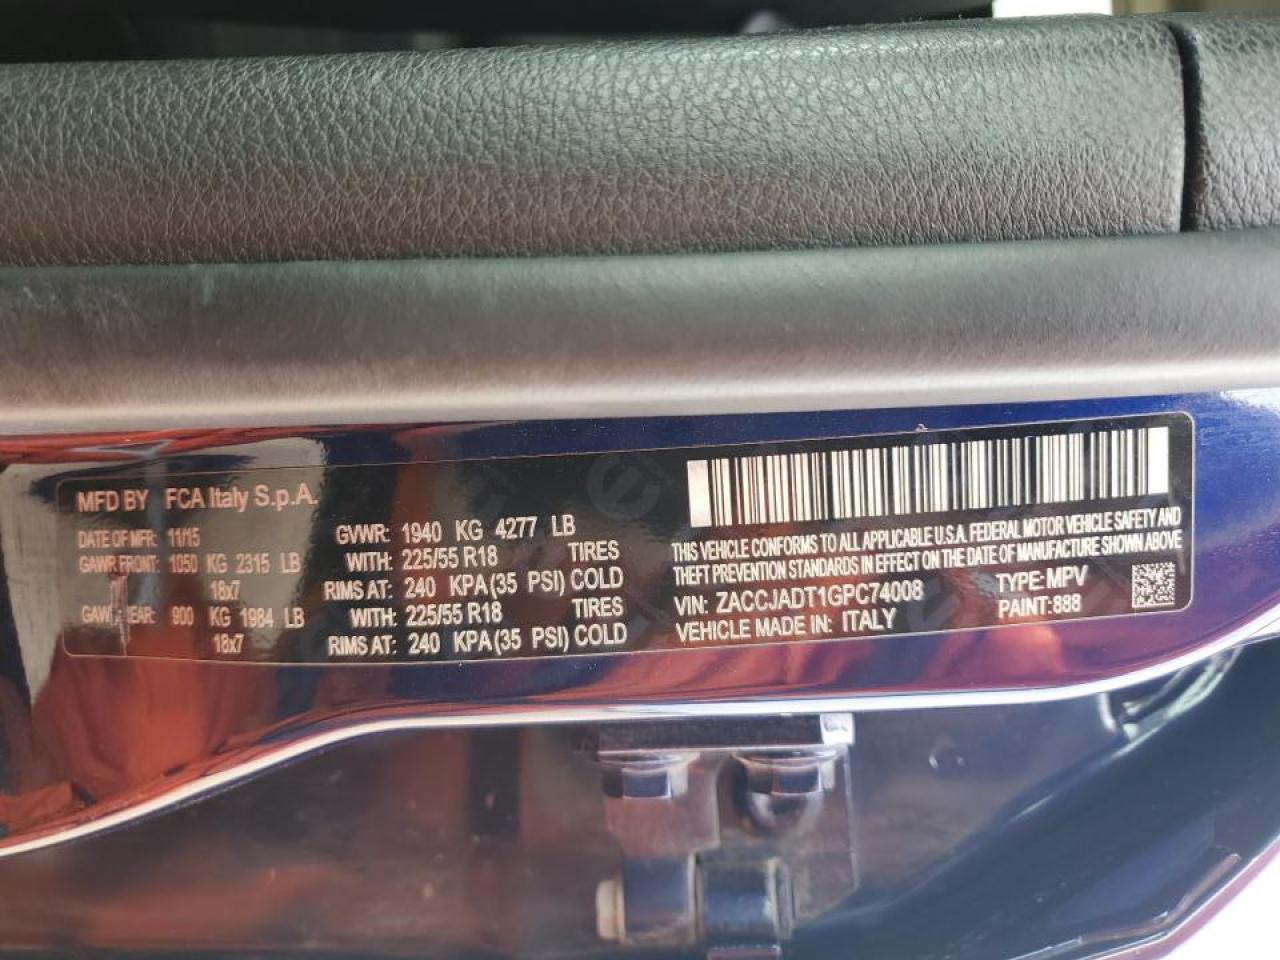 MFD BY FCA Italy S.p.A.
DATE OF MFR: 11/15
GVWR: 1940 KG 4277 LB
GAWR FRONT: 1050 KG 2315 LB WITH: 225/55 R18 TIRES
18x7 RIMS AT: 240 KPA(35 PSI) COLD
GAWR REAR: 900 KG 1984 LB WITH: 225/55 R18 TIRES
18x7 RIMS AT: 240 KPA(35 PSI) COLD
THIS VEHICLE CONFORMS TO ALL APPLICABLE U.S.A. FEDERAL MOTOR VEHICLE SAFETY AND
THEFT PREVENTION STANDARDS IN EFFECT ON THE DATE OF MANUFACTURE SHOWN ABOVE
VIN: ZACCJADT1GPC74008 TYPE: MPV
VEHICLE MADE IN: ITALY PAINT: 888